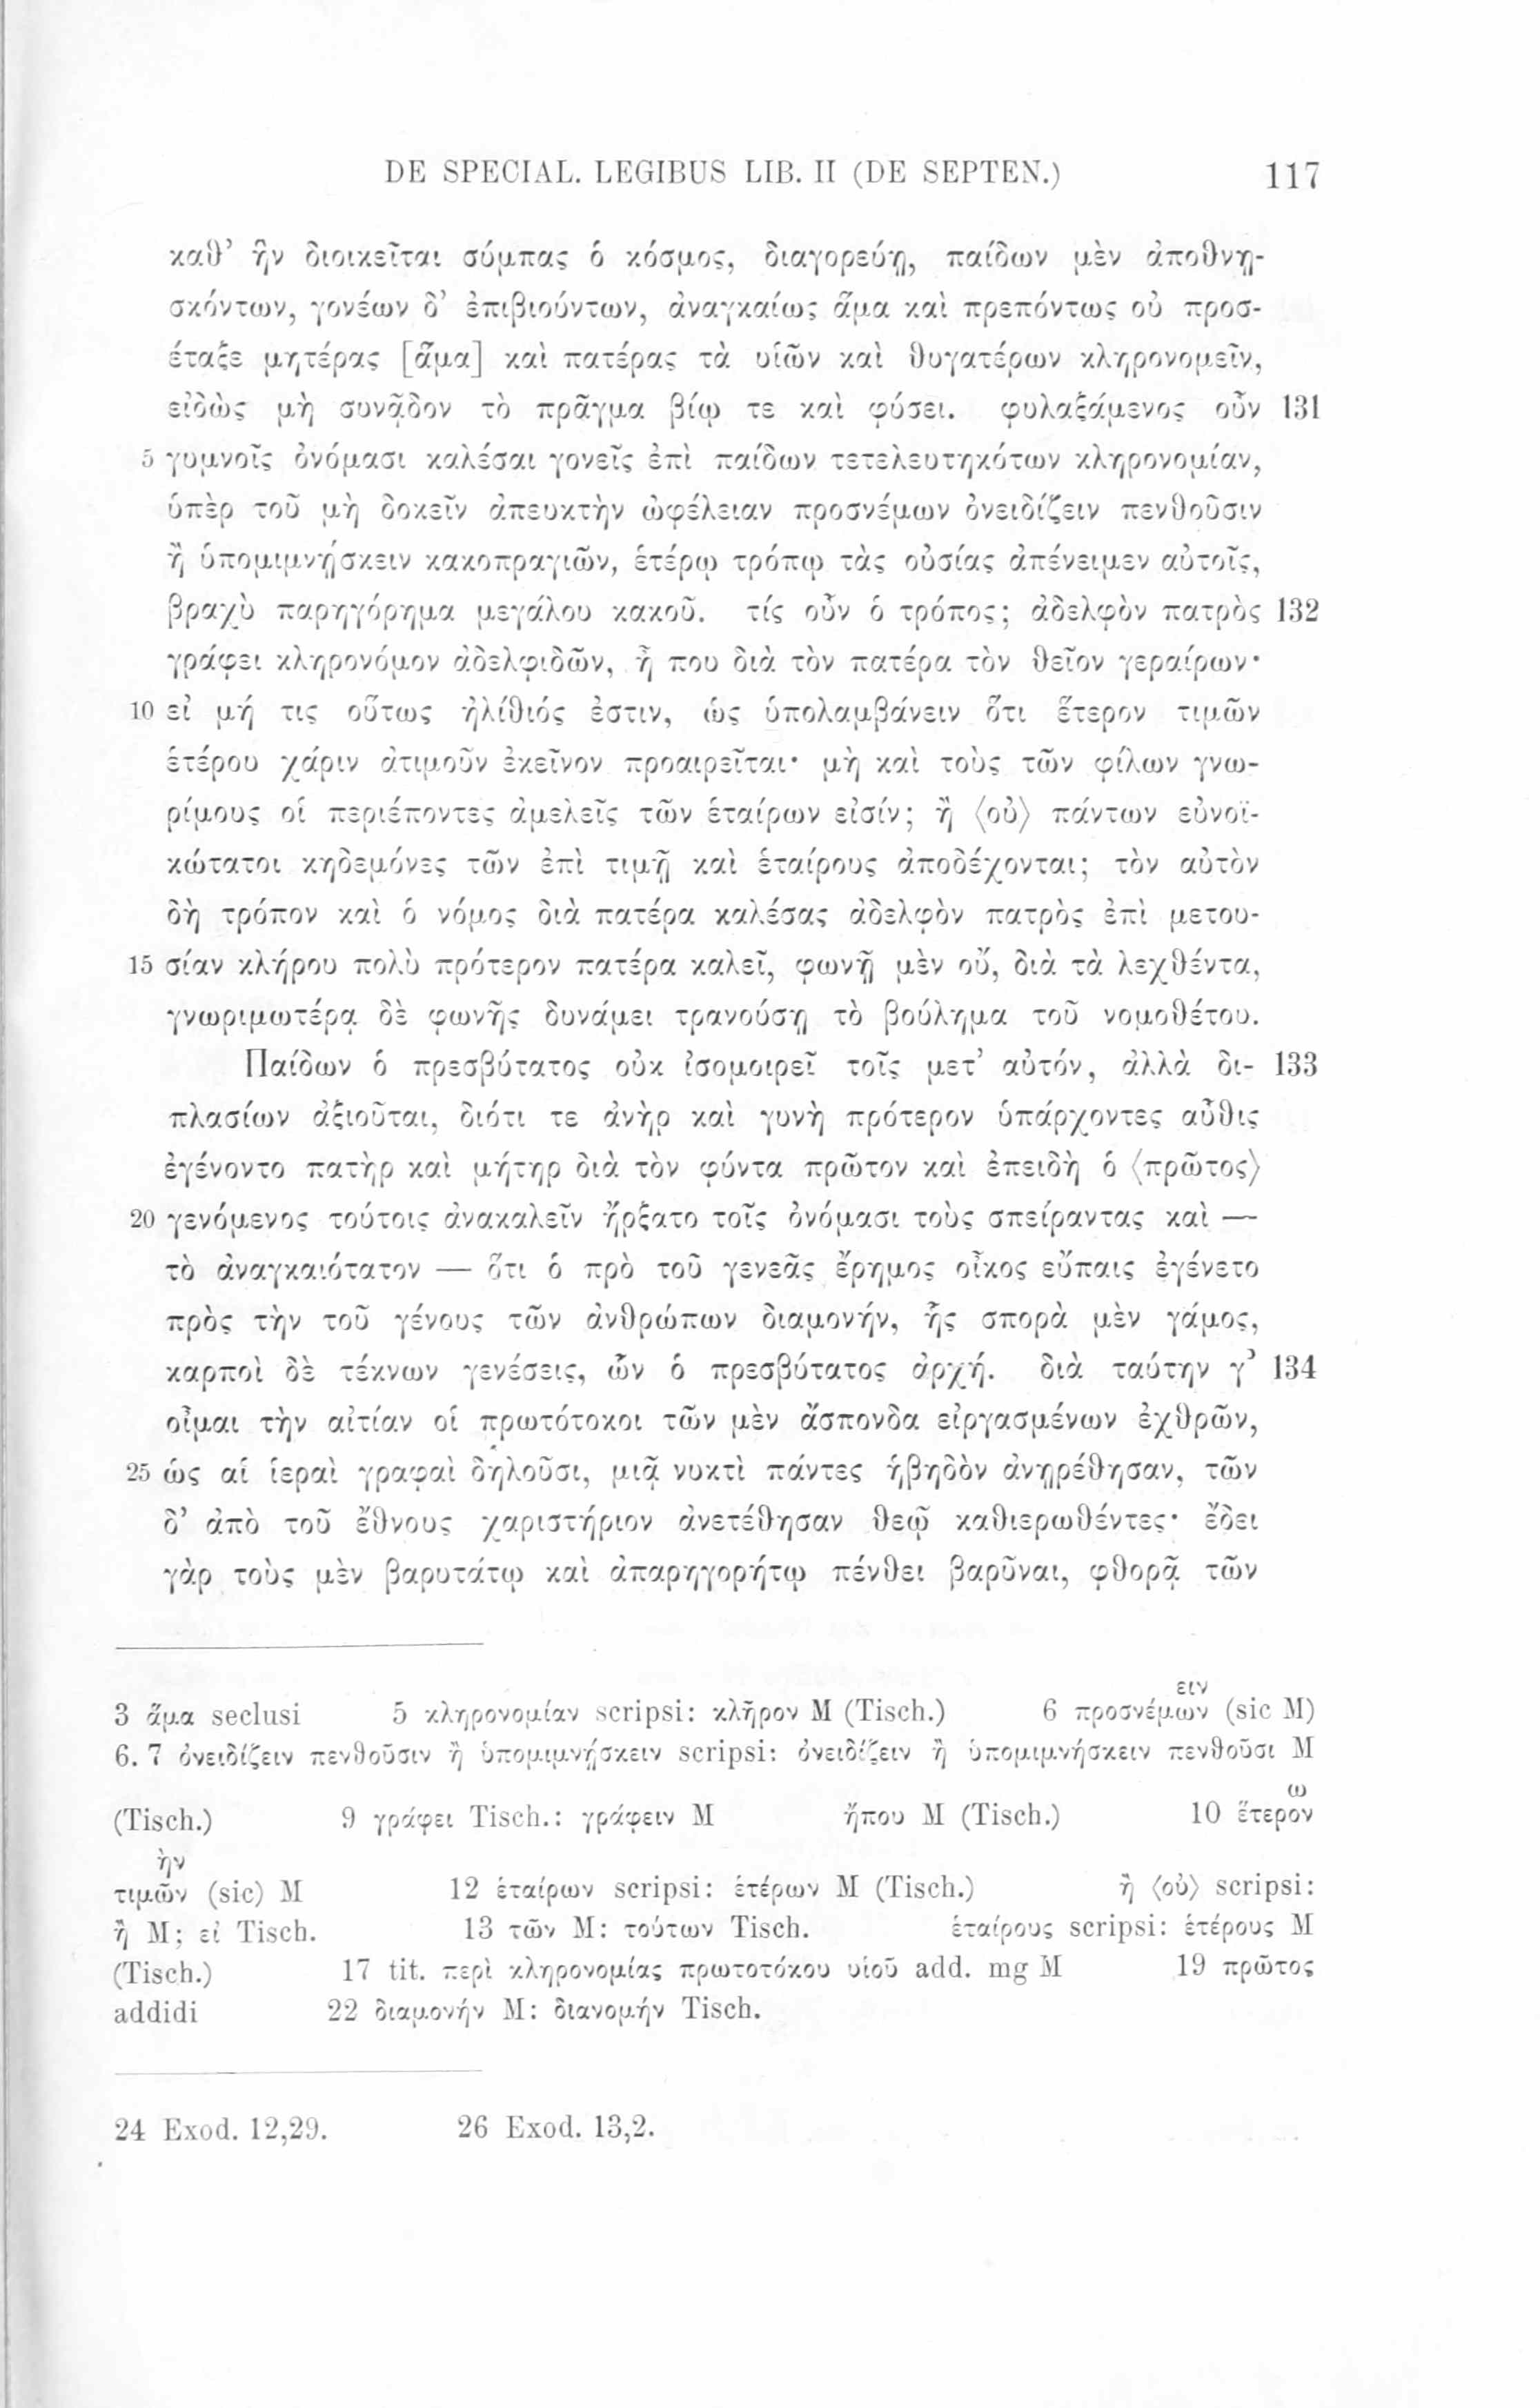 DE SPECIAL. LEGIBUS LIB. II (DE SEPTEN.) 117
καθ’ ἣν διοικεῖται σύμπας ὁ κόσμος, διαγορεύῃ, παίδων μὲν ἀποθνῃ-
σκόντων, γονέων δ’ ἐπιβιούντων, ἀναγκαίως ἅμα καὶ πρεπόντως οὐ προσ-
έταξε μητέρας [ἅμα] καὶ πατέρας τὰ υἱῶν καὶ θυγατέρων κληρονομεῖν,
εἰδὼς μὴ συνᾷδον τὸ πρᾶγμα βίῳ τε καὶ φύσει. φυλαξάμενος οὖν 131
5 γυμνοῖς ὀνόμασι καλέσαι γονεῖς ἐπὶ παίδων τετελευτηκότων κληρονομίαν,
ὑπὲρ τοῦ μὴ δοκεῖν ἀπευκτὴν ὠφέλειαν προσνέμων ὀνειδίζειν πενθοῦσιν
ἢ ὑπομιμνῄσκειν κακοπραγιῶν, ἑτέρῳ τρόπῳ τὰς οὐσίας ἀπένειμεν αὐτοῖς,
βραχὺ παρηγόρημα μεγάλου κακοῦ. τίς οὖν ὁ τρόπος; ἀδελφὸν πατρὸς 132
γράφει κληρονόμον ἀδελφιδῶν, ἦ που διὰ τὸν πατέρα τὸν θεῖον γεραίρων·
10 εἰ μή τις οὕτως ἠλίθιός ἐστιν, ὡς ὑπολαμβάνειν ὅτι ἕτερον τιμῶν
ἑτέρου χάριν ἀτιμοῦν ἐκεῖνον προαιρεῖται· μὴ καὶ τοὺς τῶν φίλων γνω-
ρίμους οἱ περιέποντες ἀμελεῖς τῶν ἑταίρων εἰσίν; ἢ ⟨οὐ⟩ πάντων εὐνοϊ-
κώτατοι κηδεμόνες τῶν ἐπὶ τιμῇ καὶ ἑταίρους ἀποδέχονται; τὸν αὐτὸν
δὴ τρόπον καὶ ὁ νόμος διὰ πατέρα καλέσας ἀδελφὸν πατρὸς ἐπὶ μετου-
15 σίαν κλήρου πολὺ πρότερον πατέρα καλεῖ, φωνῇ μὲν οὔ, διὰ τὰ λεχθέντα,
γνωριμωτέρᾳ δὲ φωνῆς δυνάμει τρανούσῃ τὸ βούλημα τοῦ νομοθέτου.
Παίδων ὁ πρεσβύτατος οὐκ ἰσομοιρεῖ τοῖς μετ’ αὐτόν, ἀλλὰ δι- 133
πλασίων ἀξιοῦται, διότι τε ἀνὴρ καὶ γυνὴ πρότερον ὑπάρχοντες αὖθις
ἐγένοντο πατὴρ καὶ μήτηρ διὰ τὸν φύντα πρῶτον καὶ ἐπειδὴ ὁ ⟨πρῶτος⟩
20 γενόμενος τούτοις ἀνακαλεῖν ἤρξατο τοῖς ὀνόμασι τοὺς σπείραντας καὶ —
τὸ ἀναγκαιότατον — ὅτι ὁ πρὸ τοῦ γενεᾶς ἔρημος οἶκος εὔπαις ἐγένετο
πρὸς τὴν τοῦ γένους τῶν ἀνθρώπων διαμονήν, ἧς σπορὰ μὲν γάμος,
καρποὶ δὲ τέκνων γενέσεις, ὧν ὁ πρεσβύτατος ἀρχή. διὰ ταύτην γ’ 134
οἶμαι τὴν αἰτίαν οἱ πρωτότοκοι τῶν μὲν ἄσπονδα εἰργασμένων ἐχθρῶν,
25 ὡς αἱ ἱεραὶ γραφαὶ δηλοῦσι, μιᾷ νυκτὶ πάντες ἡβηδὸν ἀνῃρέθησαν, τῶν
δ’ ἀπὸ τοῦ ἔθνους χαριστήριον ἀνετέθησαν θεῷ καθιερωθέντες· ἔδει
γὰρ τοὺς μὲν βαρυτάτῳ καὶ ἀπαρηγορήτῳ πένθει βαρῦναι, φθορᾷ τῶν
ειν
3 ἅμα seclusi 5 κληρονομίαν scripsi: κλῆρον M (Tisch.) 6 προσνέμων (sic M)
6. 7 ὀνειδίζειν πενθοῦσιν ἢ ὑπομιμνῄσκειν scripsi: ὀνειδίζειν ἢ ὑπομιμνήσκειν πενθοῦσι M
ω
(Tisch.) 9 γράφει Tisch.: γράφειν M ἤπου M (Tisch.) 10 ἕτερον
ὴν
τιμῶν (sic) M 12 ἑταίρων scripsi: ἑτέρων M (Tisch.) ἢ ⟨οὐ⟩ scripsi:
ἢ M; εἰ Tisch. 13 τῶν M: τούτων Tisch. ἑταίρους scripsi: ἑτέρους M
(Tisch.) 17 tit. περὶ κληρονομίας πρωτοτόκου υἱοῦ add. mg M 19 πρῶτος
addidi 22 διαμονήν M: διανομήν Tisch.
24 Exod. 12,29. 26 Exod. 13,2.